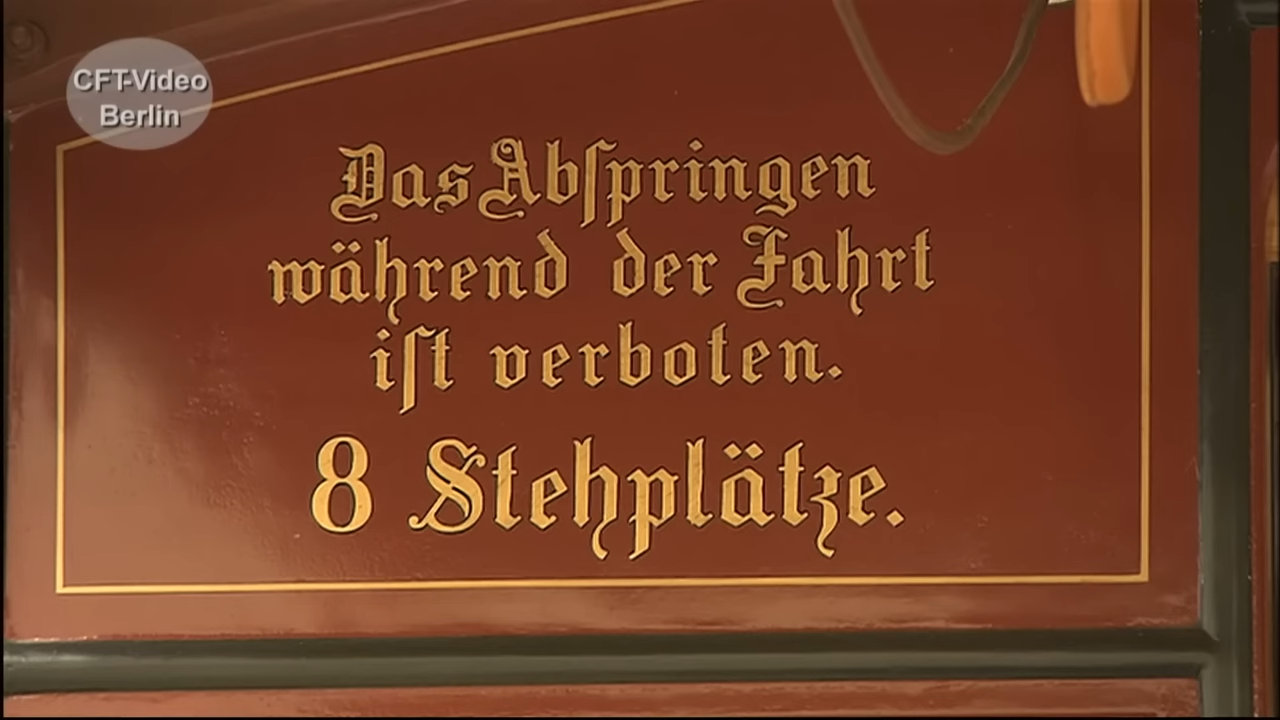 CFT-Video
Berlin
Das Abſpringen
während der Fahrt
iſt verboten.
8 Stehplätze.